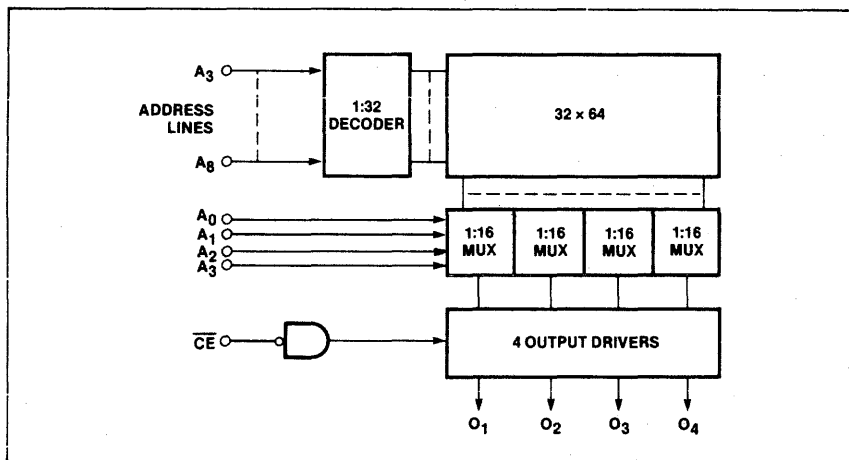 A3
ADDRESS
LINES
A8
1:32
DECODER
32 × 64
A0
A1
A2
A3
1:16
MUX
1:16
MUX
1:16
MUX
1:16
MUX
CE
4 OUTPUT DRIVERS
O1
O2
O3
O4